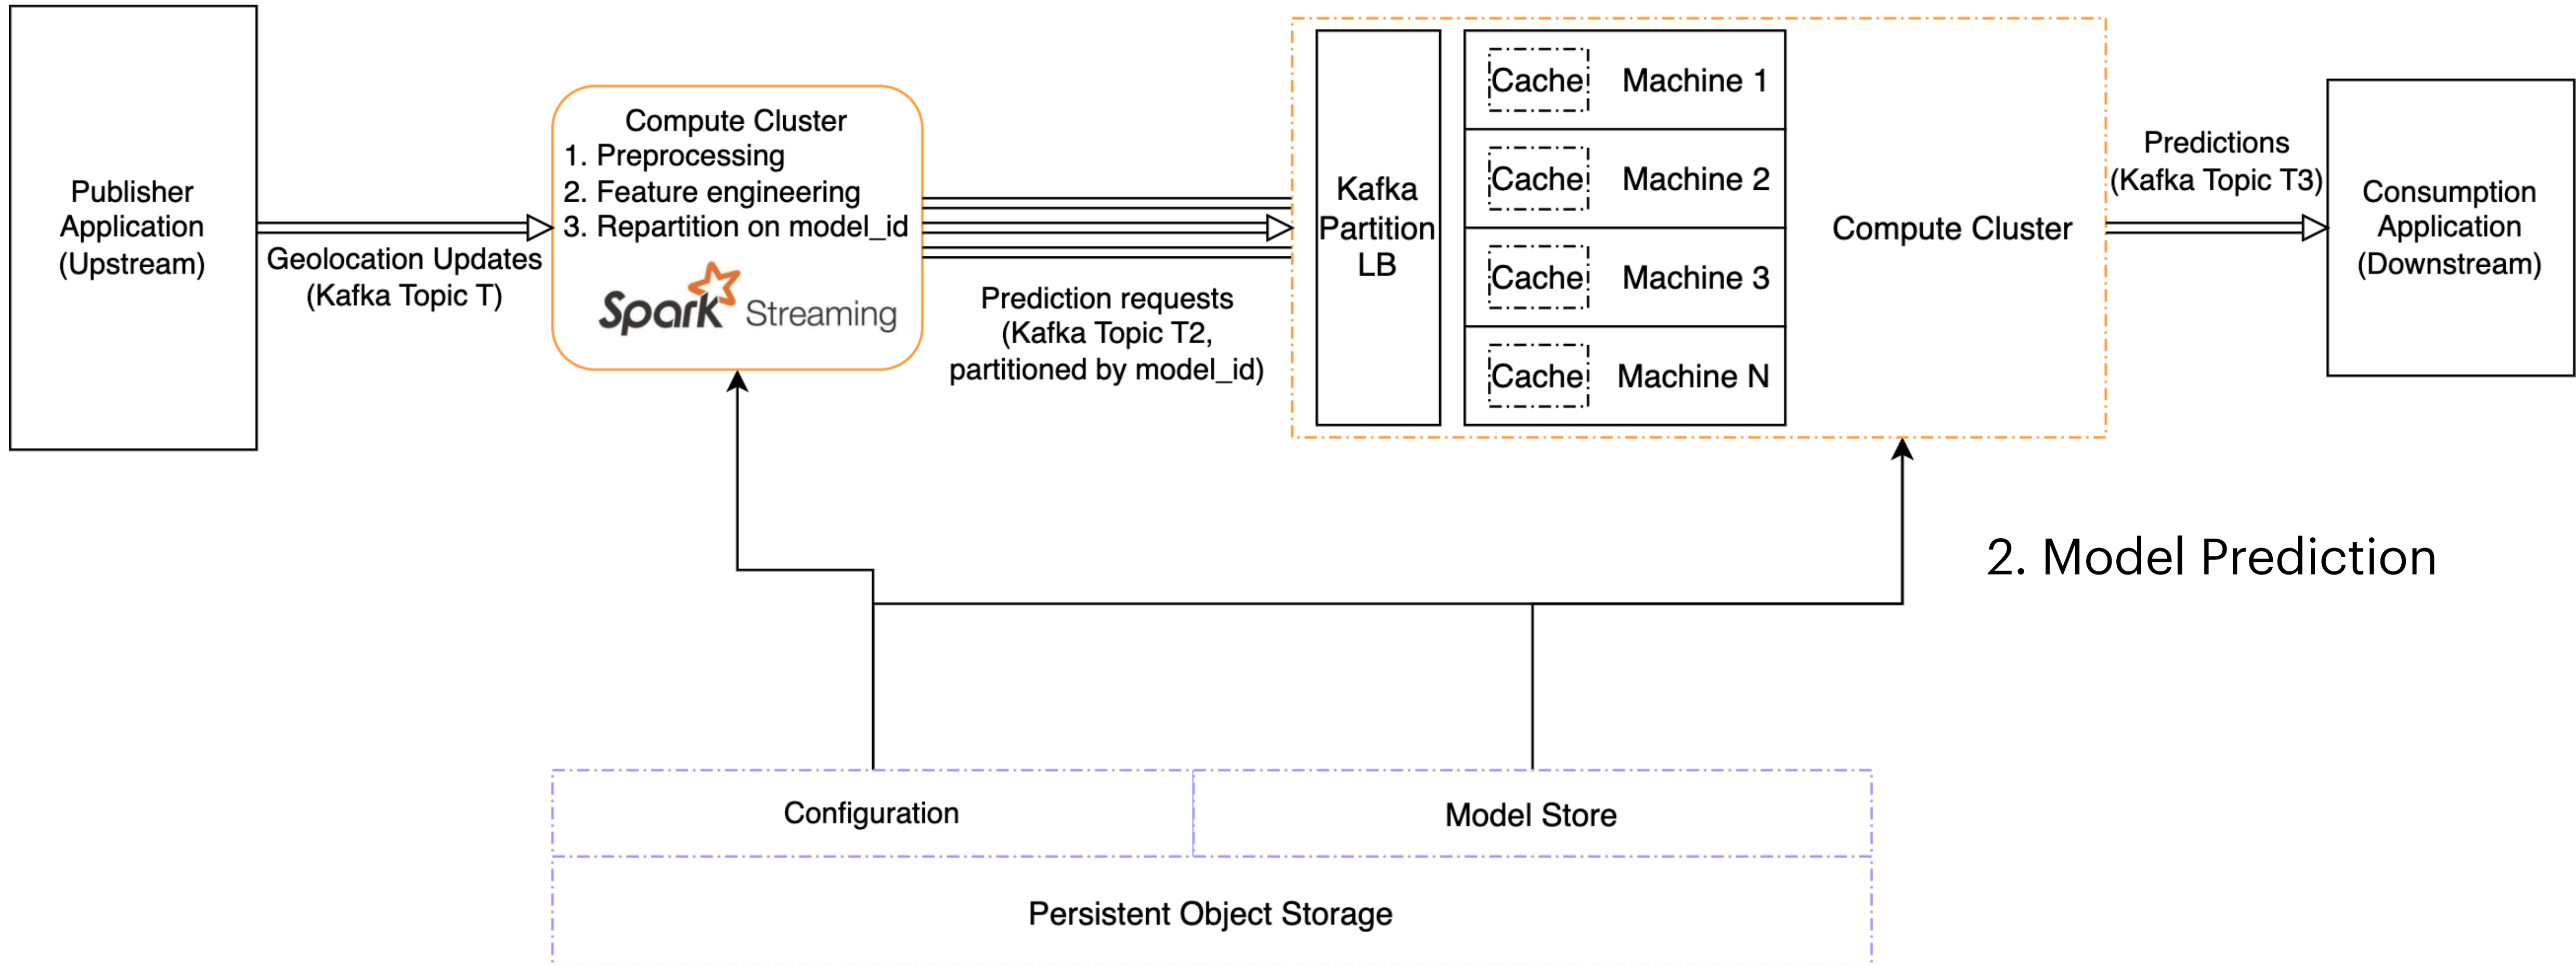 Publisher
Application
(Upstream)
Geolocation Updates
(Kafka Topic T)
Compute Cluster
1. Preprocessing
2. Feature engineering
3. Repartition on model_id
Spark Streaming
Prediction requests
(Kafka Topic T2,
partitioned by model_id)
Kafka
Partition
LB
Cache Machine 1
Cache Machine 2
Cache Machine 3
Cache Machine N
Compute Cluster
Predictions
(Kafka Topic T3)
Consumption
Application
(Downstream)
2. Model Prediction
Configuration
Model Store
Persistent Object Storage